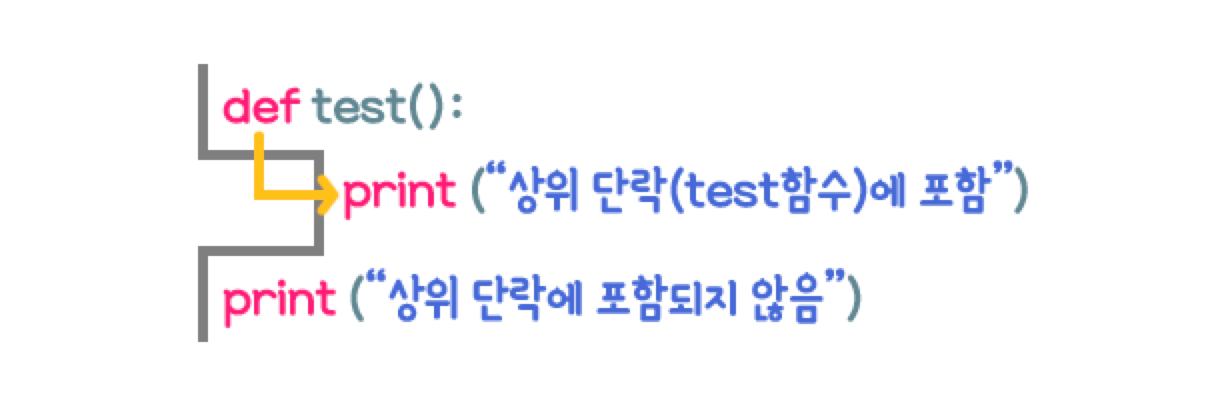 def test():
print (“상위 단락(test함수)에 포함”)
print (“상위 단락에 포함되지 않음”)